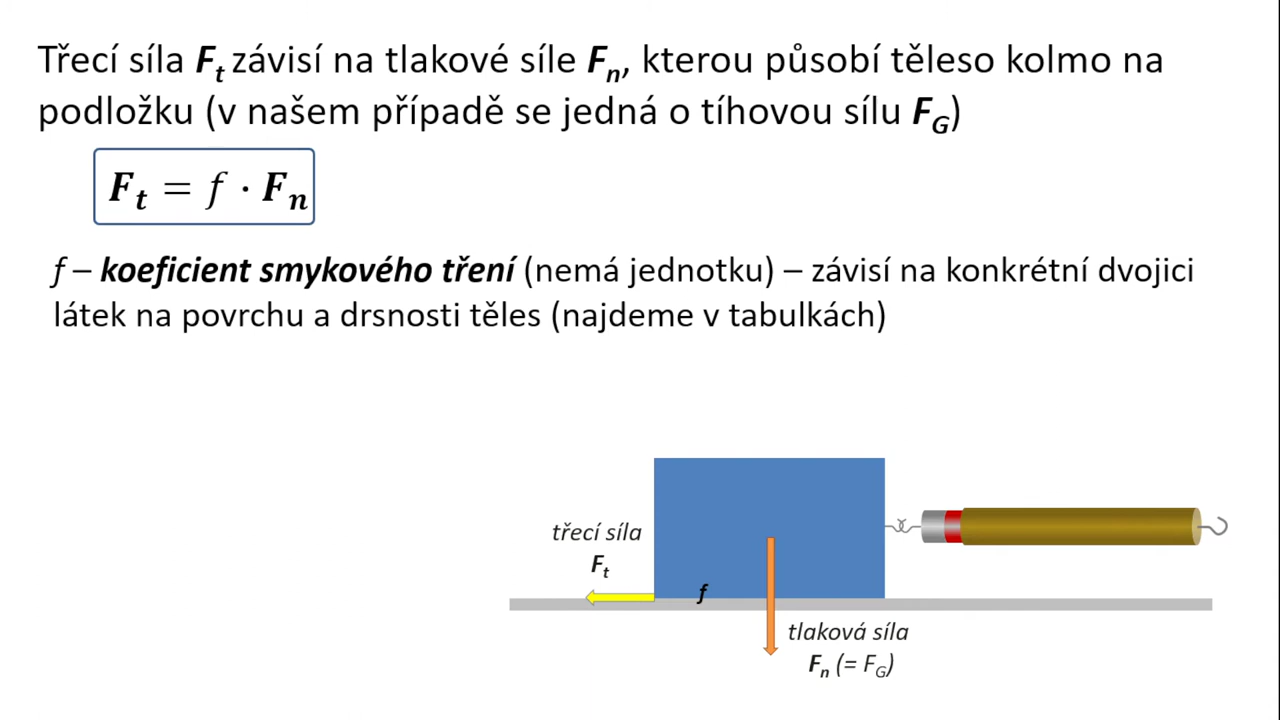 Třecí síla Ft závisí na tlakové síle Fn, kterou působí těleso kolmo na
podložku (v našem případě se jedná o tíhovou sílu FG)
Ft = f · Fn
f – koeficient smykového tření (nemá jednotku) – závisí na konkrétní dvojici
látek na povrchu a drsnosti těles (najdeme v tabulkách)
třecí síla
Ft
f
tlaková síla
Fn (= FG)